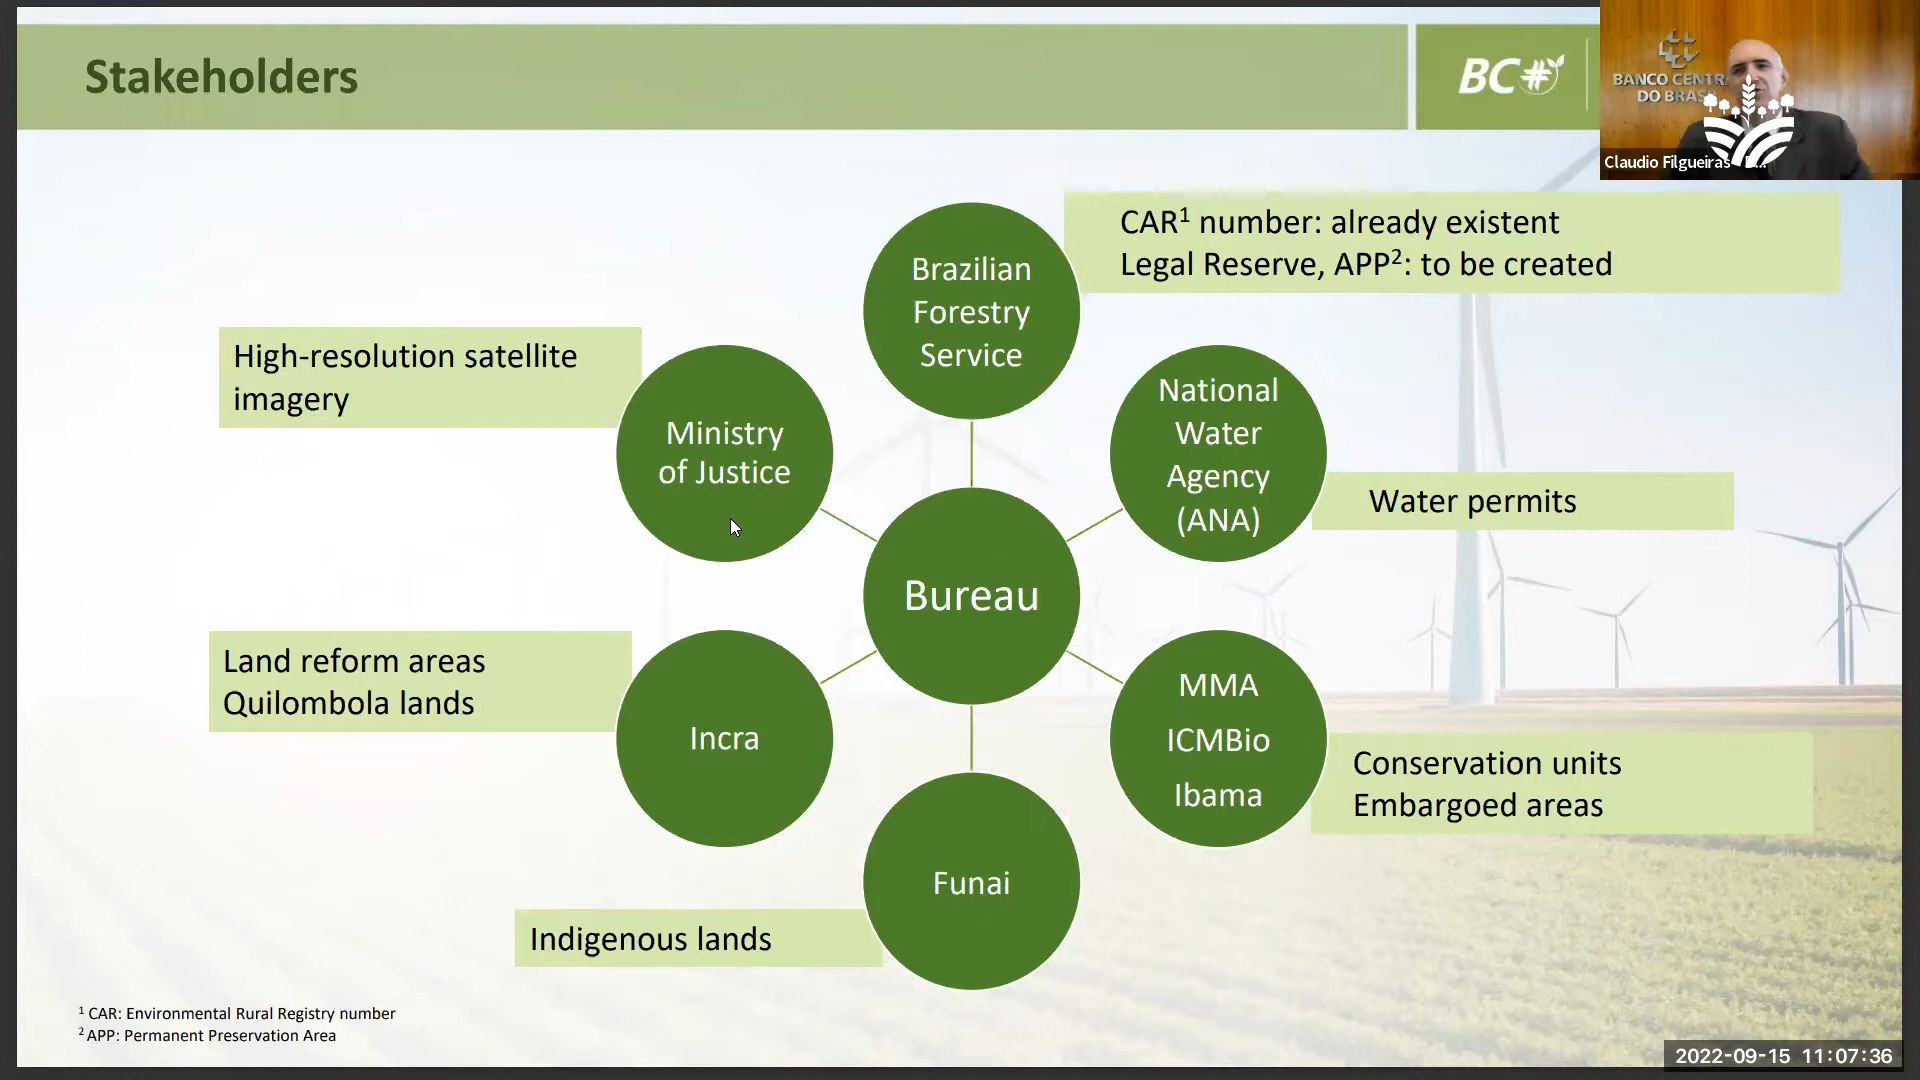 Stakeholders
BC#
BANCO CENTR
DO BRAS
Claudio Filgueiras
CAR¹ number: already existent
Legal Reserve, APP²: to be created
Brazilian
Forestry
Service
High-resolution satellite
imagery
Ministry
of Justice
National
Water
Agency
(ANA)
Water permits
Bureau
Land reform areas
Quilombola lands
Incra
MMA
ICMBio
Ibama
Conservation units
Embargoed areas
Funai
Indigenous lands
¹ CAR: Environmental Rural Registry number
² APP: Permanent Preservation Area
2022-09-15 11:07:36